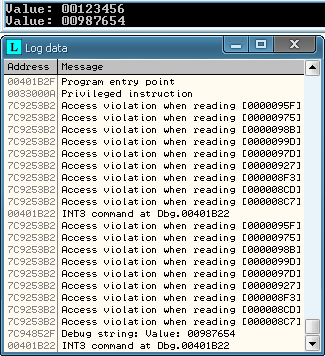 Value: 00123456
Value: 00987654
L Log data
Address Message
00401B2F Program entry point
0033000A Privileged instruction
7C9253B2 Access violation when reading [0000095F]
7C9253B2 Access violation when reading [00000975]
7C9253B2 Access violation when reading [0000098B]
7C9253B2 Access violation when reading [0000099D]
7C9253B2 Access violation when reading [0000097D]
7C9253B2 Access violation when reading [00000927]
7C9253B2 Access violation when reading [000008F3]
7C9253B2 Access violation when reading [000008CD]
7C9253B2 Access violation when reading [000008C7]
00401B22 INT3 command at Dbg.00401B22
7C9253B2 Access violation when reading [0000095F]
7C9253B2 Access violation when reading [00000975]
7C9253B2 Access violation when reading [0000098B]
7C9253B2 Access violation when reading [0000099D]
7C9253B2 Access violation when reading [0000097D]
7C9253B2 Access violation when reading [00000927]
7C9253B2 Access violation when reading [000008F3]
7C9253B2 Access violation when reading [000008CD]
7C9253B2 Access violation when reading [000008C7]
7C94852F Debug string: Value: 00987654
00401B22 INT3 command at Dbg.00401B22